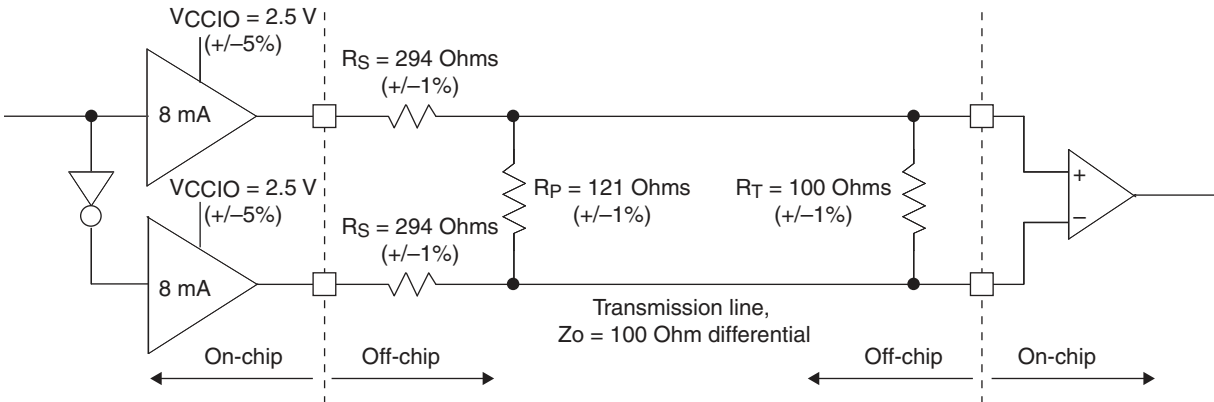 VCCIO = 2.5 V
(+/–5%)
8 mA
RS = 294 Ohms
(+/–1%)
VCCIO = 2.5 V
(+/–5%)
8 mA
RS = 294 Ohms
(+/–1%)
RP = 121 Ohms
(+/–1%)
RT = 100 Ohms
(+/–1%)
+
–
Transmission line,
Zo = 100 Ohm differential
On-chip
Off-chip
Off-chip
On-chip